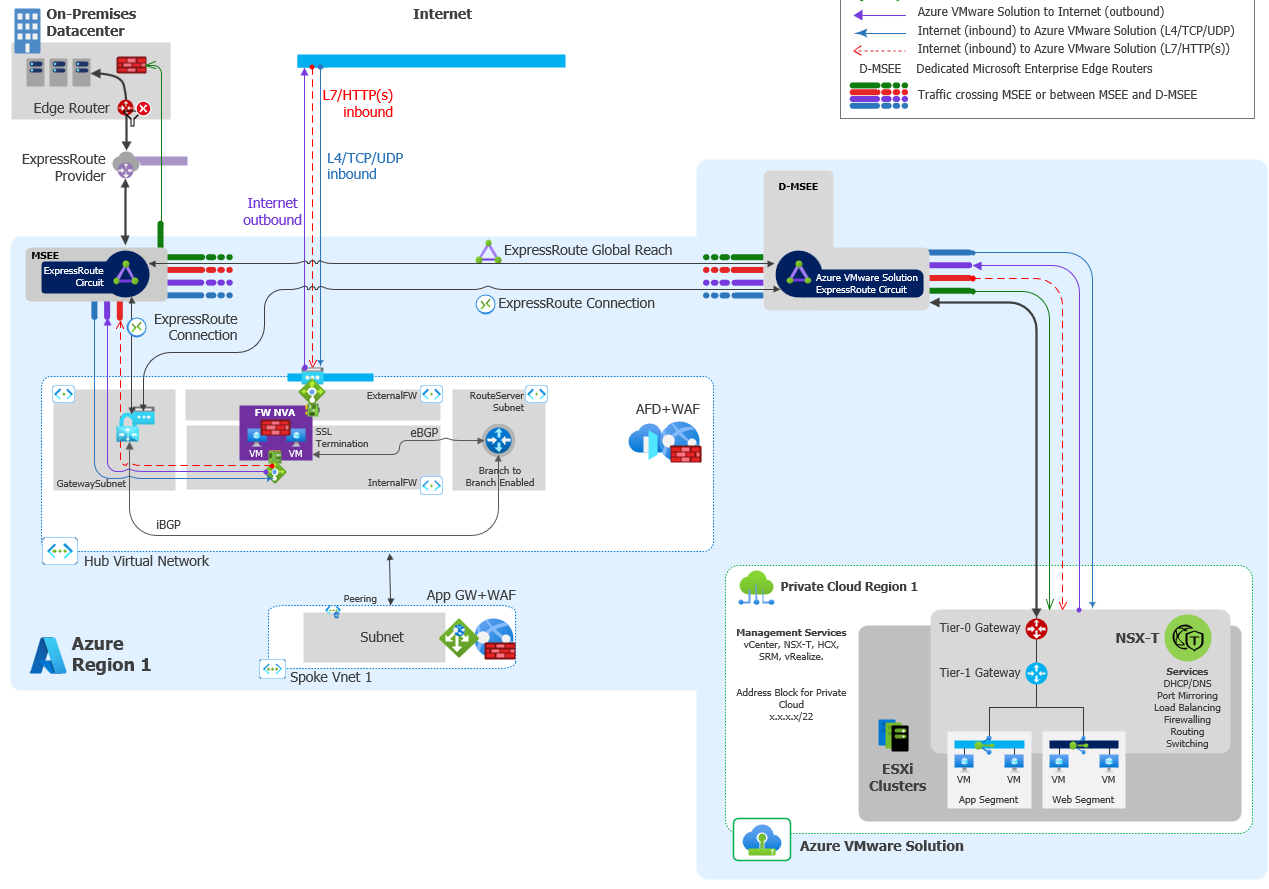 On-Premises
Datacenter
Internet
Azure VMware Solution to Internet (outbound)
Internet (inbound) to Azure VMware Solution (L4/TCP/UDP)
Internet (inbound) to Azure VMware Solution (L7/HTTP(s))
D-MSEE Dedicated Microsoft Enterprise Edge Routers
Traffic crossing MSEE or between MSEE and D-MSEE
Edge Router
L7/HTTP(s)
inbound
ExpressRoute
Provider
L4/TCP/UDP
inbound
Internet
outbound
D-MSEE
MSEE
ExpressRoute
Circuit
ExpressRoute Global Reach
Azure VMware Solution
ExpressRoute Circuit
ExpressRoute Connection
ExpressRoute
Connection
ExternalFW
RouteServer
Subnet
FW NVA
VM VM
SSL
Termination
eBGP
AFD+WAF
GatewaySubnet
InternalFW
Branch to
Branch Enabled
iBGP
Hub Virtual Network
Peering
App GW+WAF
Subnet
Spoke Vnet 1
Azure
Region 1
Private Cloud Region 1
Management Services
vCenter, NSX-T, HCX,
SRM, vRealize.
Address Block for Private
Cloud
x.x.x.x/22
Tier-0 Gateway
NSX-T
Tier-1 Gateway
Services
DHCP/DNS
Port Mirroring
Load Balancing
Firewalling
Routing
Switching
ESXi
Clusters
VM VM
App Segment
VM VM
Web Segment
Azure VMware Solution